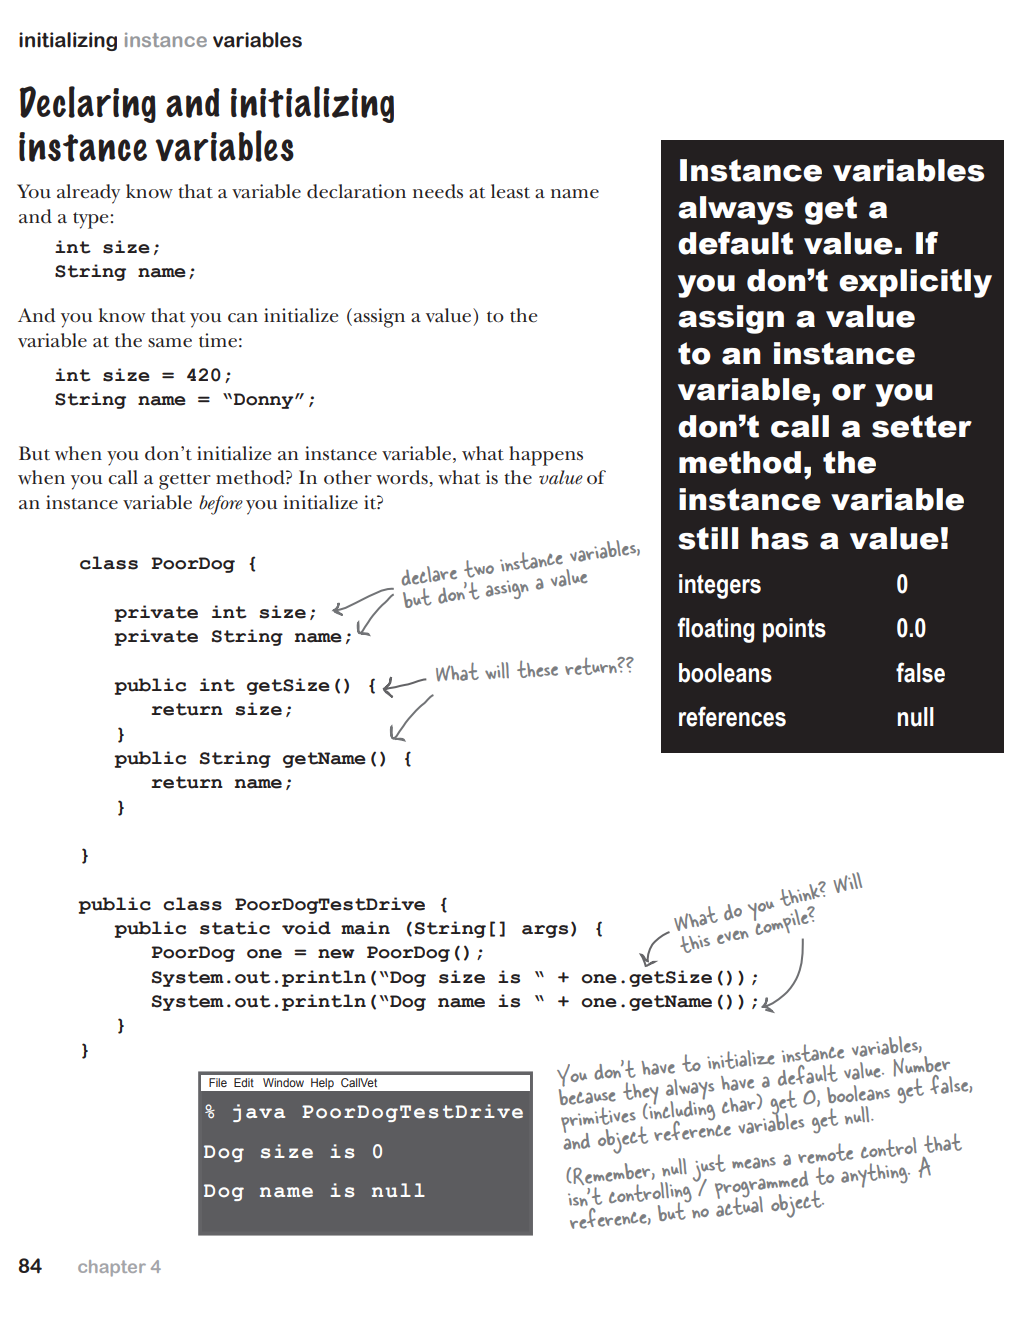 initializing instance variables
Declaring and initializing
instance variables
You already know that a variable declaration needs at least a name
and a type:
int size;
String name;
And you know that you can initialize (assign a value) to the
variable at the same time:
int size = 420;
String name = “Donny”;
But when you don’t initialize an instance variable, what happens
when you call a getter method? In other words, what is the value of
an instance variable before you initialize it?
class PoorDog {
declare two instance variables,
but don’t assign a value
private int size;
private String name;
What will these return??
public int getSize() {
return size;
}
public String getName() {
return name;
}
}
Instance variables
always get a
default value. If
you don’t explicitly
assign a value
to an instance
variable, or you
don’t call a setter
method, the
instance variable
still has a value!
integers 0
floating points 0.0
booleans false
references null
public class PoorDogTestDrive {
public static void main (String[] args) {
PoorDog one = new PoorDog();
System.out.println(“Dog size is “ + one.getSize());
System.out.println(“Dog name is “ + one.getName());
}
}
What do you think? Will
this even compile?
File Edit Window Help CallVet
% java PoorDogTestDrive
Dog size is 0
Dog name is null
You don’t have to initialize instance variables,
because they always have a default value. Number
primitives (including char) get 0, booleans get false,
and object reference variables get null.
(Remember, null just means a remote control that
isn’t controlling / programmed to anything. A
reference, but no actual object.
84 chapter 4